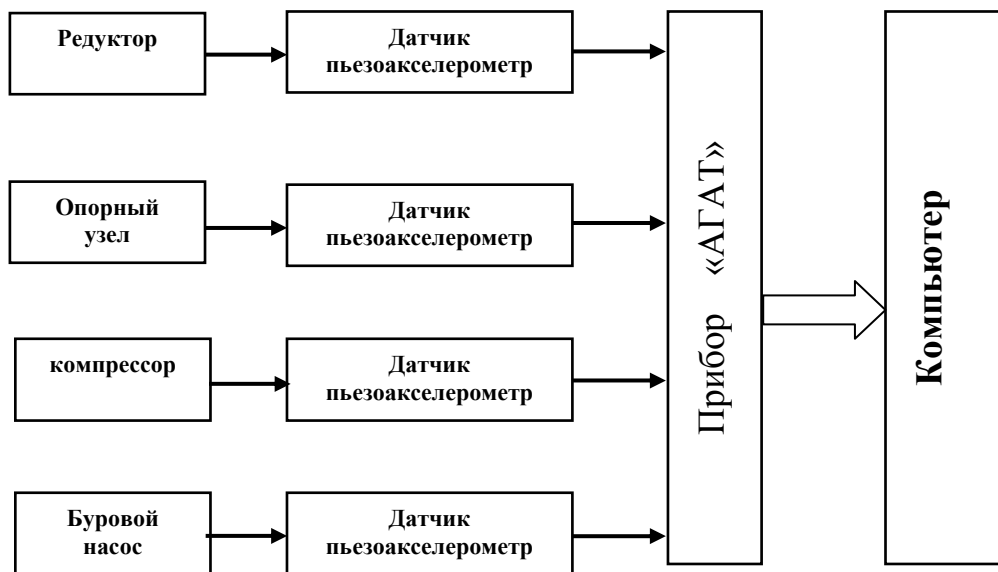 Редуктор
Датчик
пьезоакселерометр
Опорный
узел
Датчик
пьезоакселерометр
компрессор
Датчик
пьезоакселерометр
Буровой
насос
Датчик
пьезоакселерометр
Прибор «АГАТ»
Компьютер